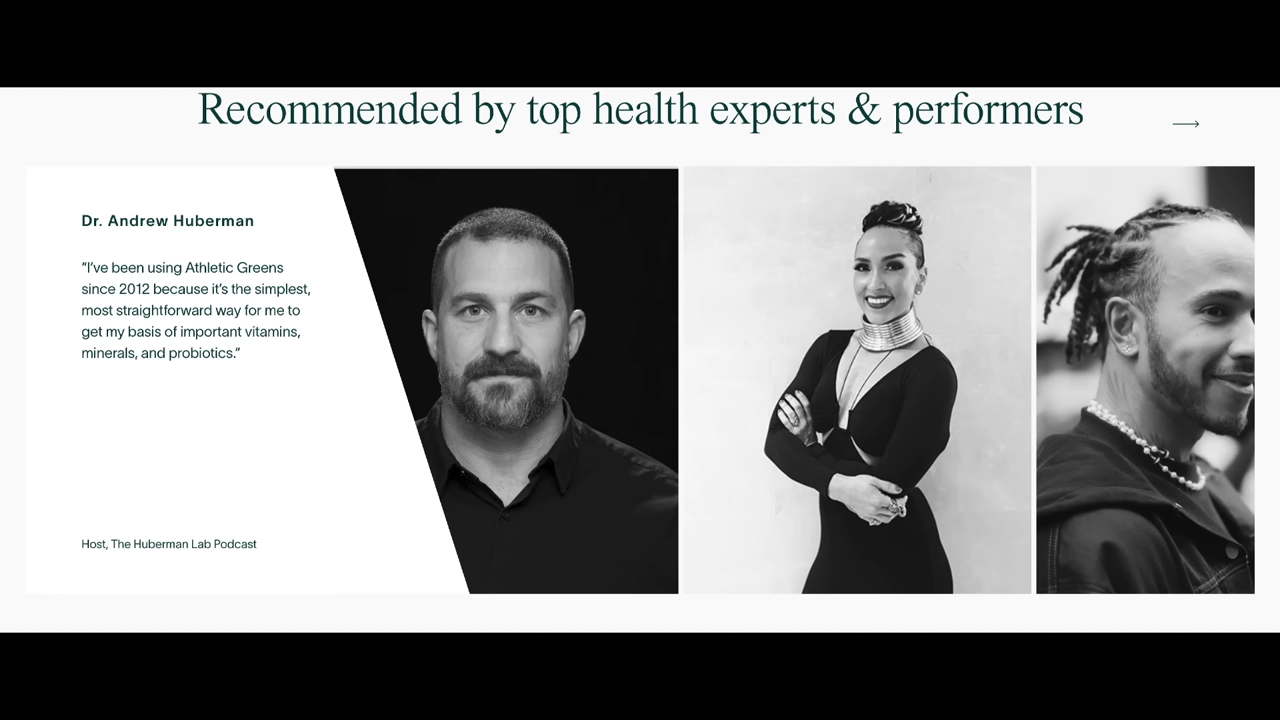 Recommended by top health experts & performers
Dr. Andrew Huberman
“I’ve been using Athletic Greens
since 2012 because it’s the simplest,
most straightforward way for me to
get my basis of important vitamins,
minerals, and probiotics.”
Host, The Huberman Lab Podcast